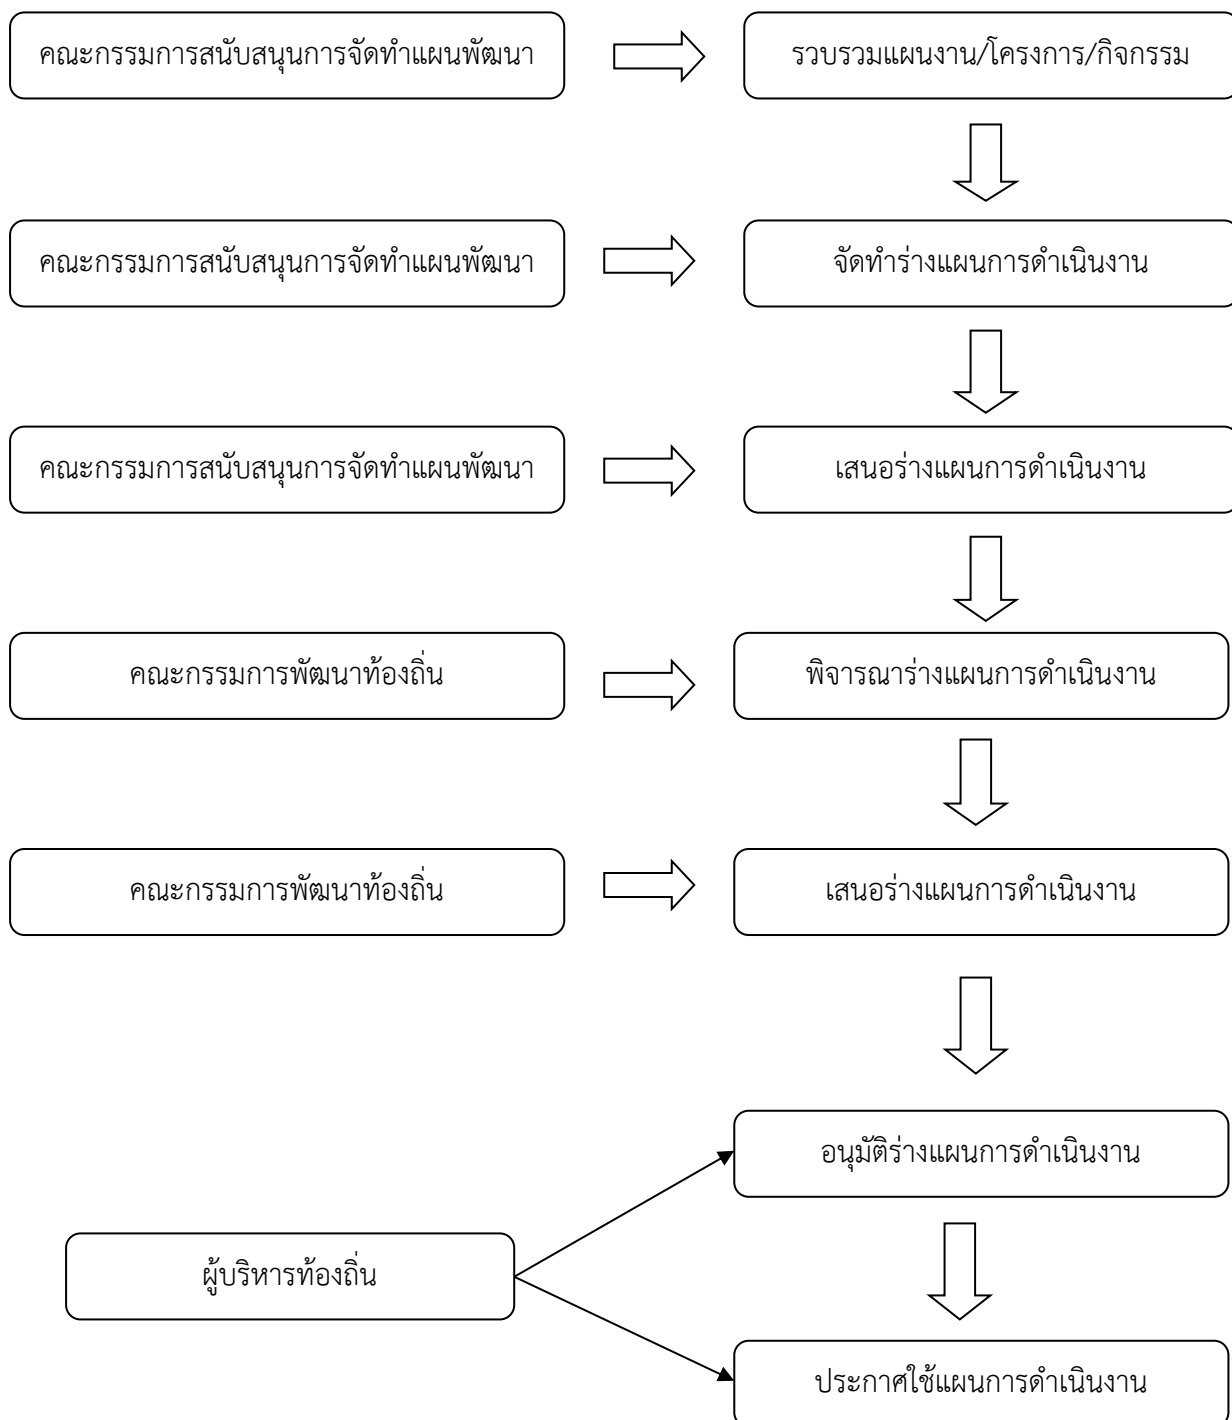 คณะกรรมการสนับสนุนการจัดทำแผนพัฒนา
รวบรวมแผนงาน/โครงการ/กิจกรรม
คณะกรรมการสนับสนุนการจัดทำแผนพัฒนา
จัดทำร่างแผนการดำเนินงาน
คณะกรรมการสนับสนุนการจัดทำแผนพัฒนา
เสนอร่างแผนการดำเนินงาน
คณะกรรมการพัฒนาท้องถิ่น
พิจารณาร่างแผนการดำเนินงาน
คณะกรรมการพัฒนาท้องถิ่น
เสนอร่างแผนการดำเนินงาน
อนุมัติร่างแผนการดำเนินงาน
ผู้บริหารท้องถิ่น
ประกาศใช้แผนการดำเนินงาน